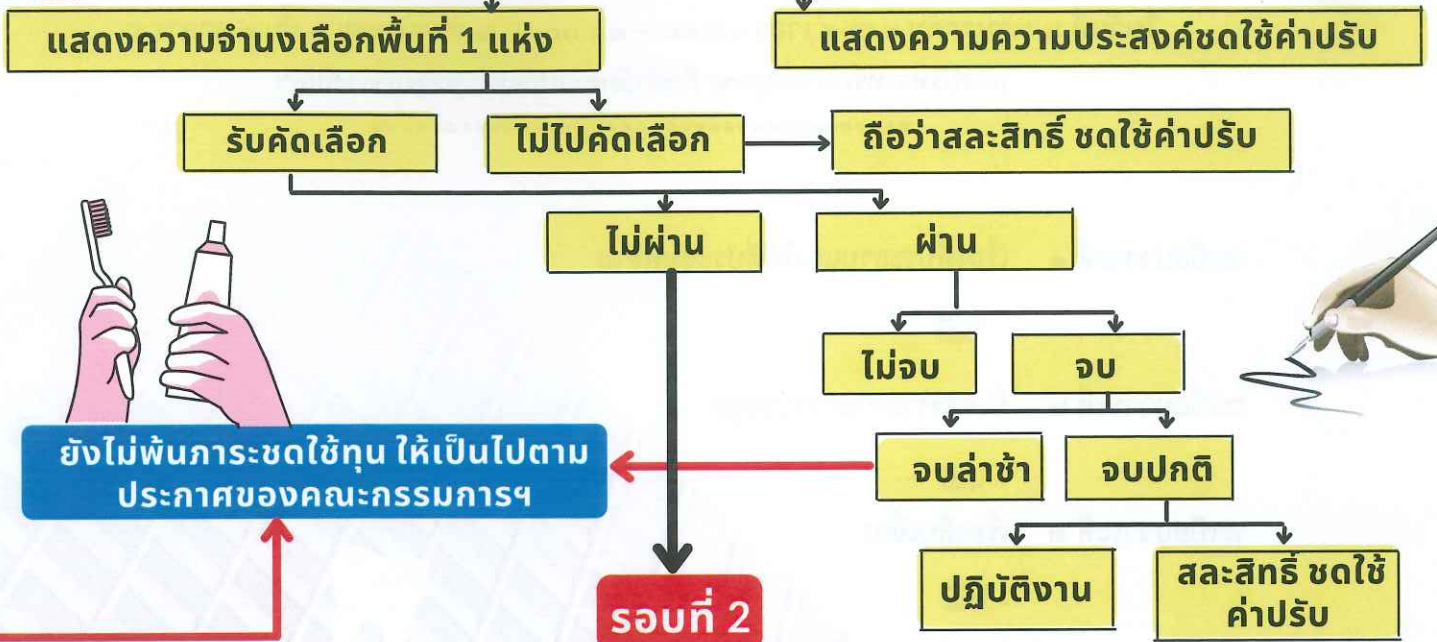 แสดงความจำนงเลือกพื้นที่ 1 แห่ง
แสดงความความประสงค์ชดใช้ค่าปรับ
รับคัดเลือก
ไม่ไปคัดเลือก
ถือว่าสละสิทธิ์ ชดใช้ค่าปรับ
ไม่ผ่าน
ผ่าน
ไม่จบ
จบ
ยังไม่พ้นภาระชดใช้ทุน ให้เป็นไปตาม
ประกาศของคณะกรรมการฯ
จบล่าช้า
จบปกติ
รอบที่ 2
ปฏิบัติงาน
สละสิทธิ์ ชดใช้
ค่าปรับ